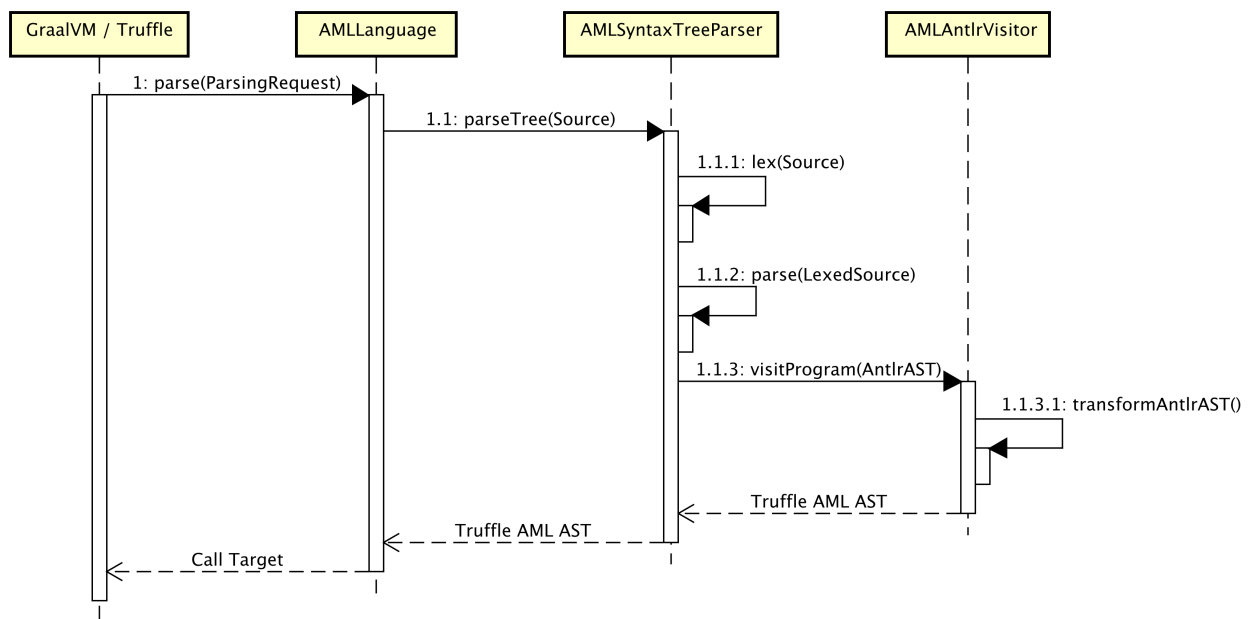 GraalVM / Truffle
AMLLanguage
AMLSyntaxTreeParser
AMLAntlrVisitor
1: parse(ParsingRequest)
1.1: parseTree(Source)
1.1.1: lex(Source)
1.1.2: parse(LexedSource)
1.1.3: visitProgram(AntlrAST)
1.1.3.1: transformAntlrAST()
Truffle AML AST
Truffle AML AST
Call Target